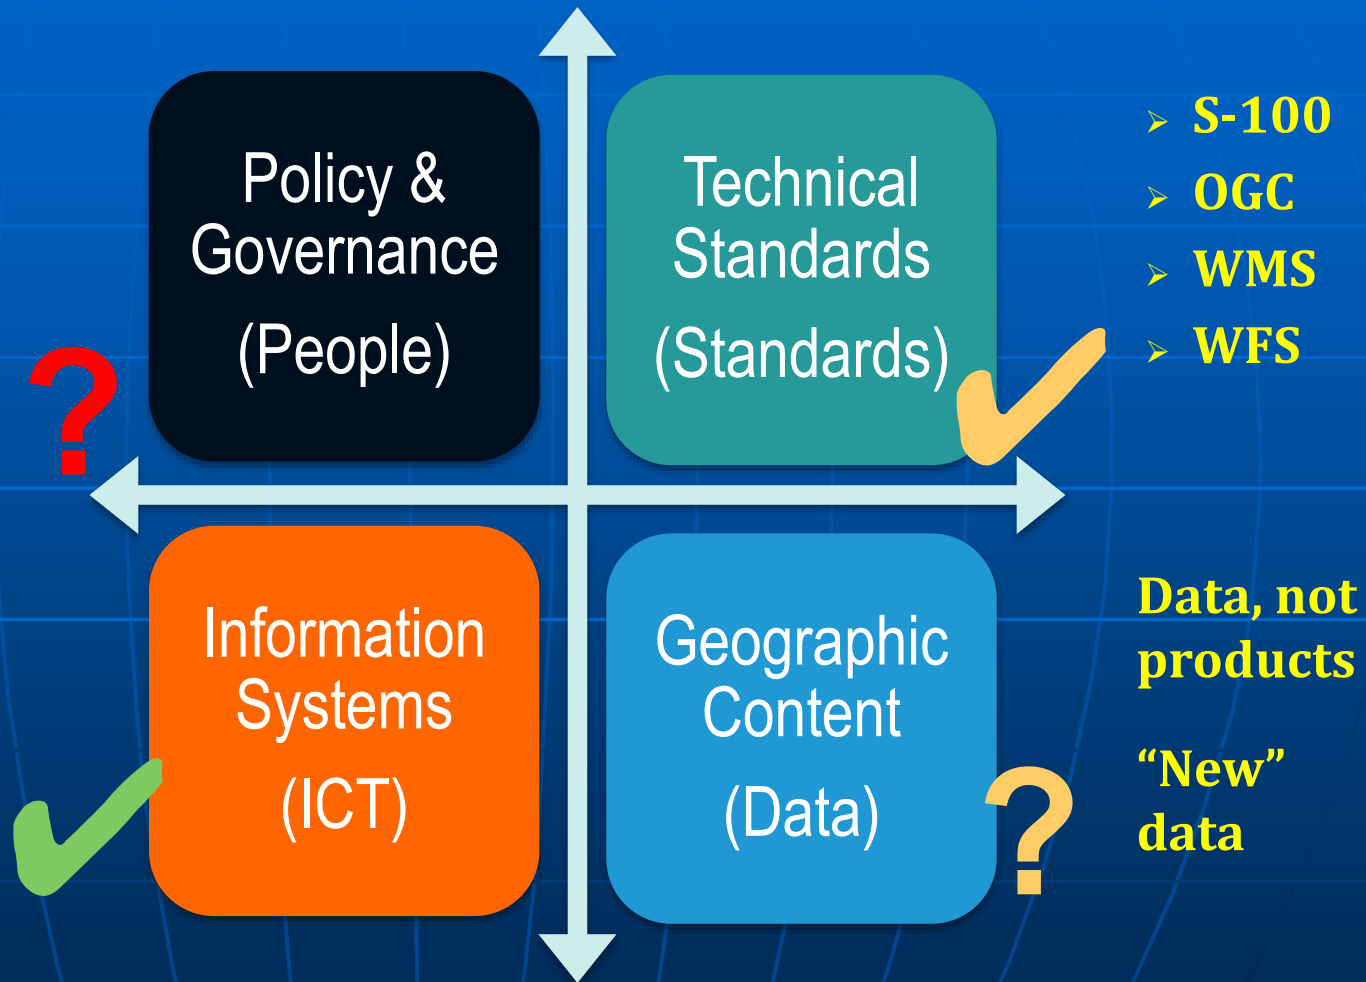 Policy &
Governance
(People)
Technical
Standards
(Standards)
➢ S-100
➢ OGC
➢ WMS
➢ WFS
?
Information
Systems
(ICT)
Geographic
Content
(Data)
?
Data, not
products
“New”
data